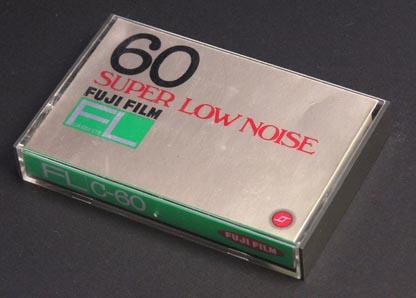 60
SUPER LOW NOISE
FUJI FILM
FL
FL C-60
FUJI FILM